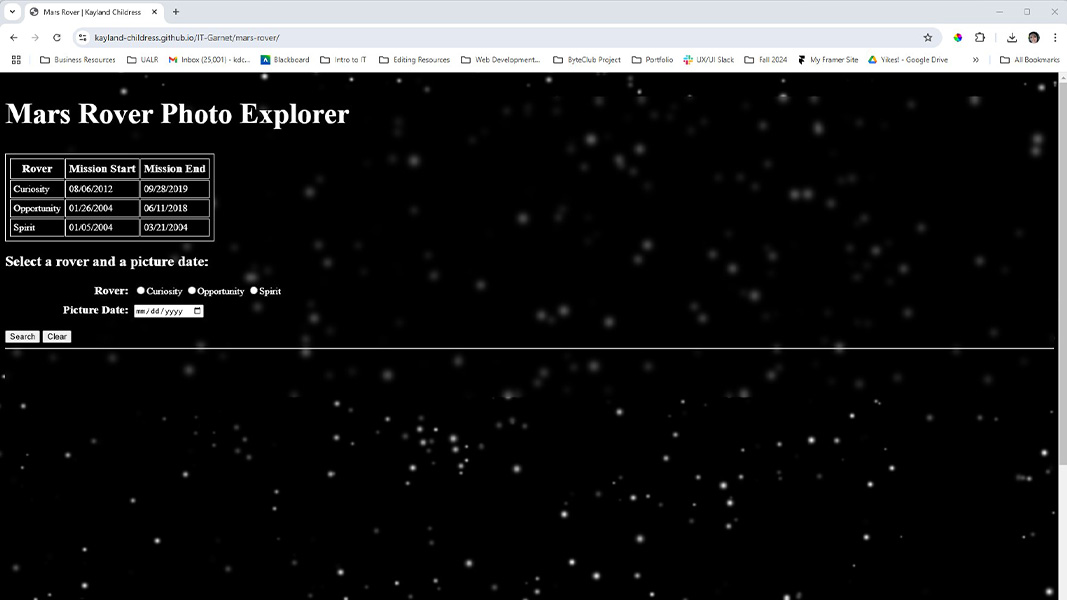 Mars Rover | Kayland Childress
kayland-childress.github.io/IT-Garnet/mars-rover/
Business Resources UALR Inbox (25,001) - kdc... Blackboard Intro to IT Editing Resources Web Development... ByteClub Project Portfolio UX/UI Slack Fall 2024 My Framer Site Yikes! - Google Drive » All Bookmarks
Mars Rover Photo Explorer
Rover Mission Start Mission End
Curiosity 08/06/2012 09/28/2019
Opportunity 01/26/2004 06/11/2018
Spirit 01/05/2004 03/21/2004
Select a rover and a picture date:
Rover: Curiosity Opportunity Spirit
Picture Date: mm/dd/yyyy
Search Clear